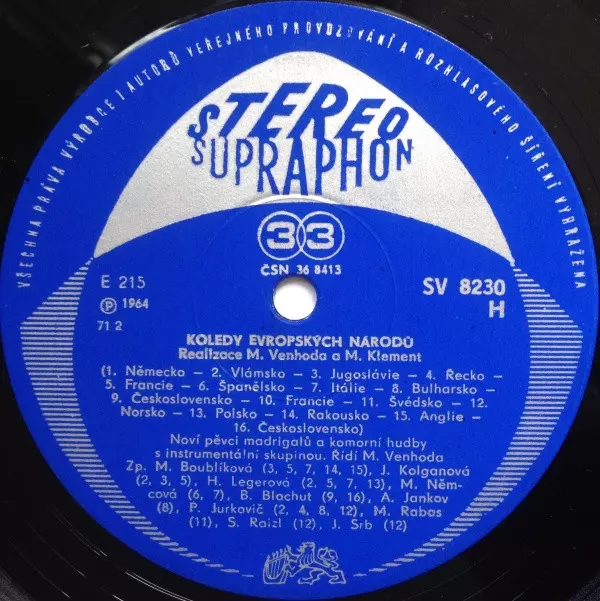 VŠECHNA PRÁVA VÝROBCE I AUTORŮ VEŘEJNÉHO PROVOZOVÁNÍ A ROZHLASOVÉHO ŠÍŘENÍ VYHRAŽENA
STEREO
SUPRAPHON
33
ČSN 36 8413
E 215
SV 8230
℗ 1964
H
71 2
KOLEDY EVROPSKÝCH NÁRODŮ
Realizace M. Venhoda a M. Klement
(1. Německo – 2. Vlámsko – 3. Jugoslávie – 4. Řecko –
5. Francie – 6. Španělsko – 7. Itálie – 8. Bulharsko –
9. Československo – 10. Francie – 11. Švédsko – 12.
Norsko – 13. Polsko – 14. Rakousko – 15. Anglie –
16. Československo)
Noví pěvci madrigalů a komorní hudby
s instrumentální skupinou. Řídí M. Venhoda
Zp. M. Boublíková (3, 5, 7, 14, 15), J. Kolganová
(2, 3, 5), H. Legerová (2, 5, 7, 13), M. Něm-
cová (6, 7), B. Blachut (9, 16), A. Jankov
(8), P. Jurkovič (2, 4, 8, 12), M. Rabas
(11), S. Raizl (12), J. Srb (12)